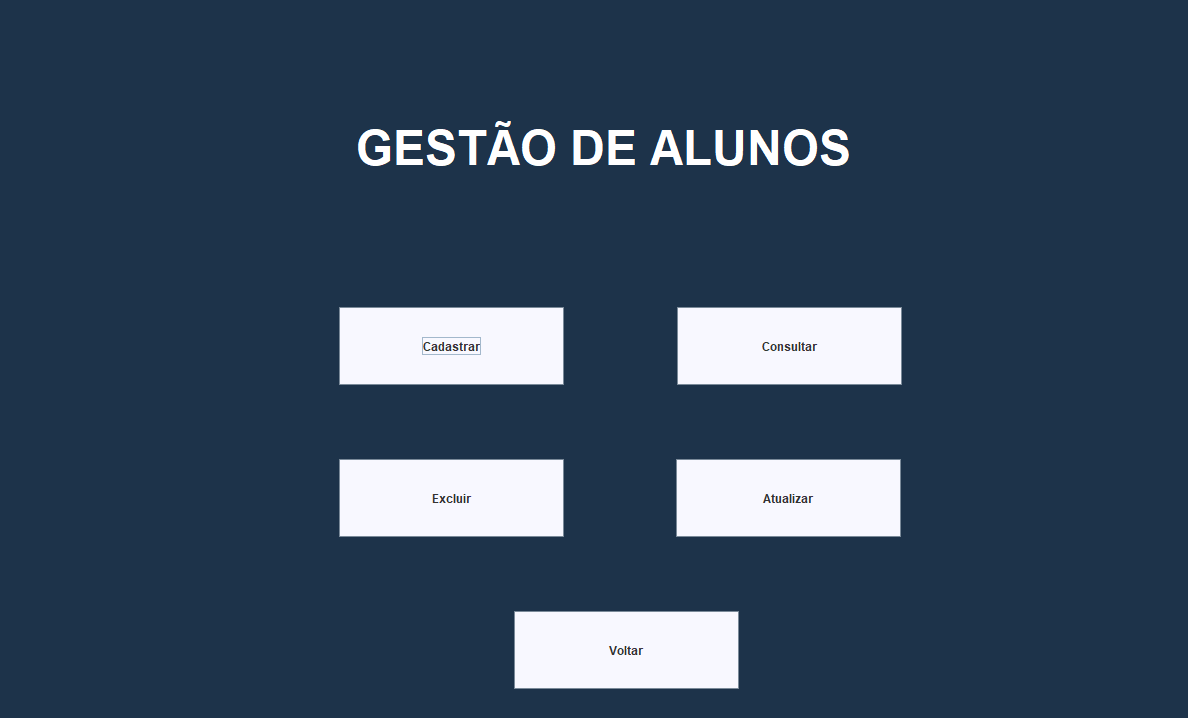 GESTÃO DE ALUNOS
Cadastrar
Consultar
Excluir
Atualizar
Voltar